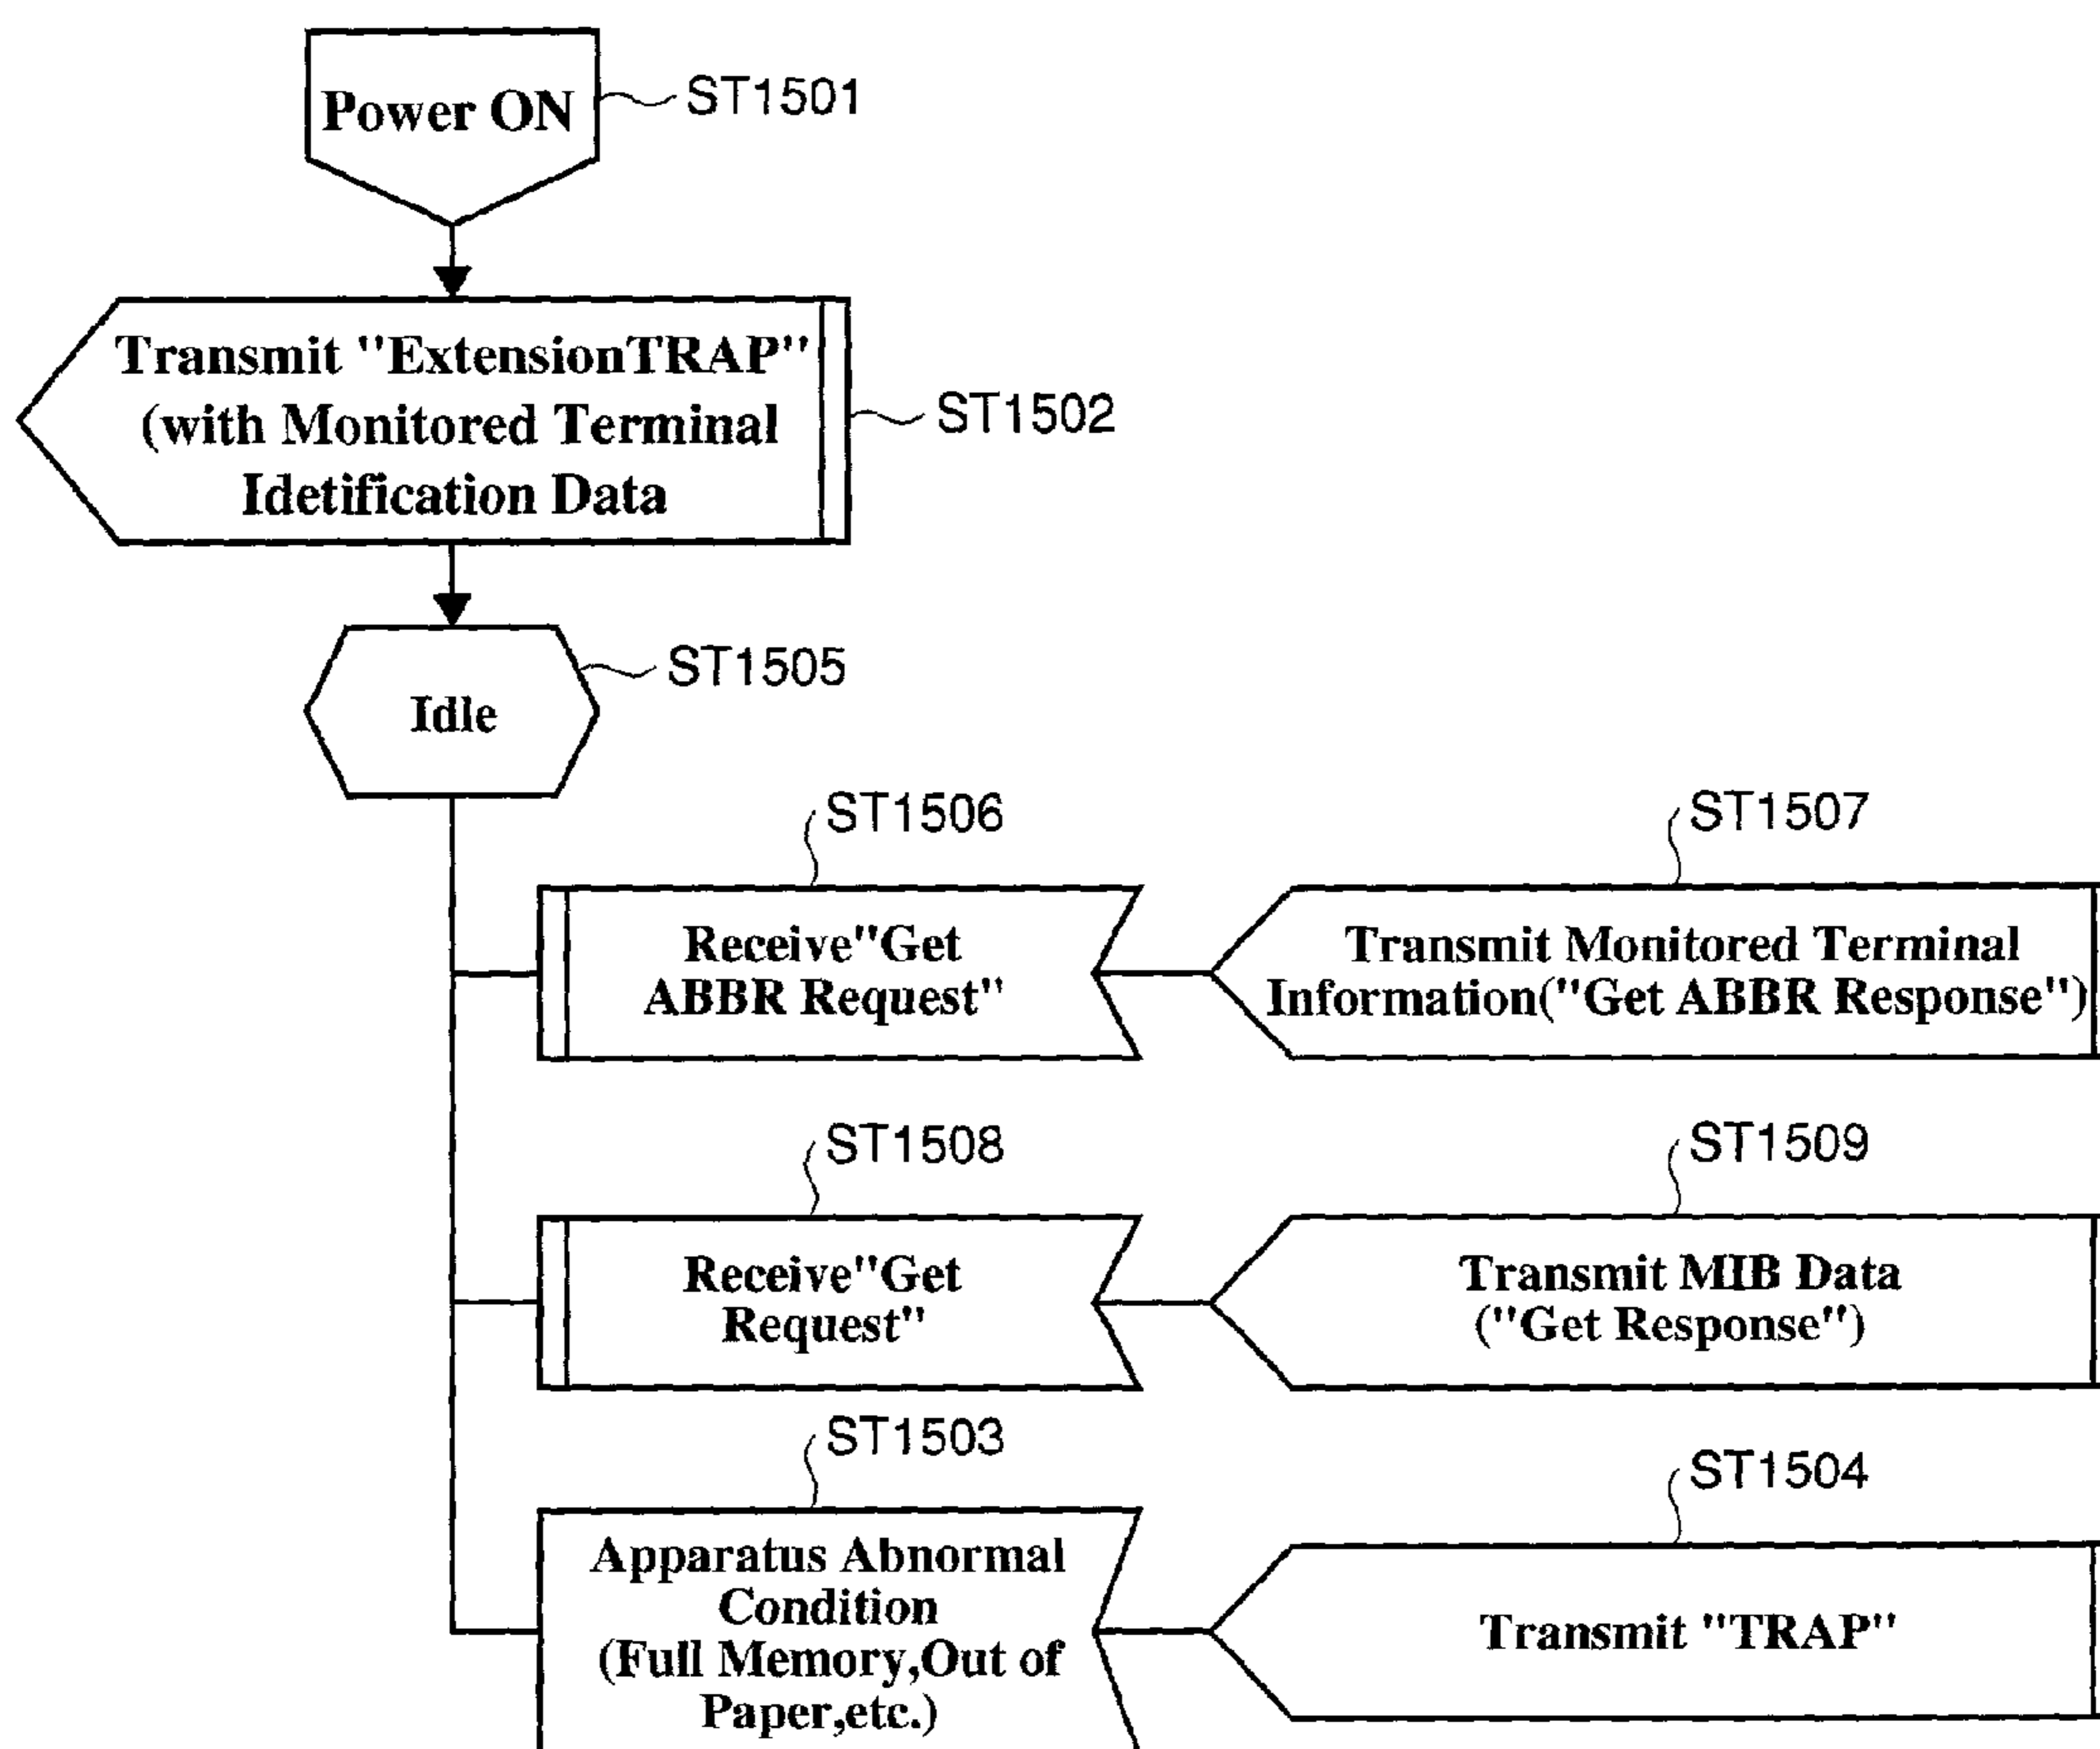 Power ON
ST1501
Transmit "ExtensionTRAP"
(with Monitored Terminal
Idetification Data
ST1502
Idle
ST1505
ST1506
Receive"Get
ABBR Request"
ST1507
Transmit Monitored Terminal
Information("Get ABBR Response")
ST1508
Receive"Get
Request"
ST1509
Transmit MIB Data
("Get Response")
ST1503
Apparatus Abnormal
Condition
(Full Memory,Out of
Paper,etc.)
ST1504
Transmit "TRAP"